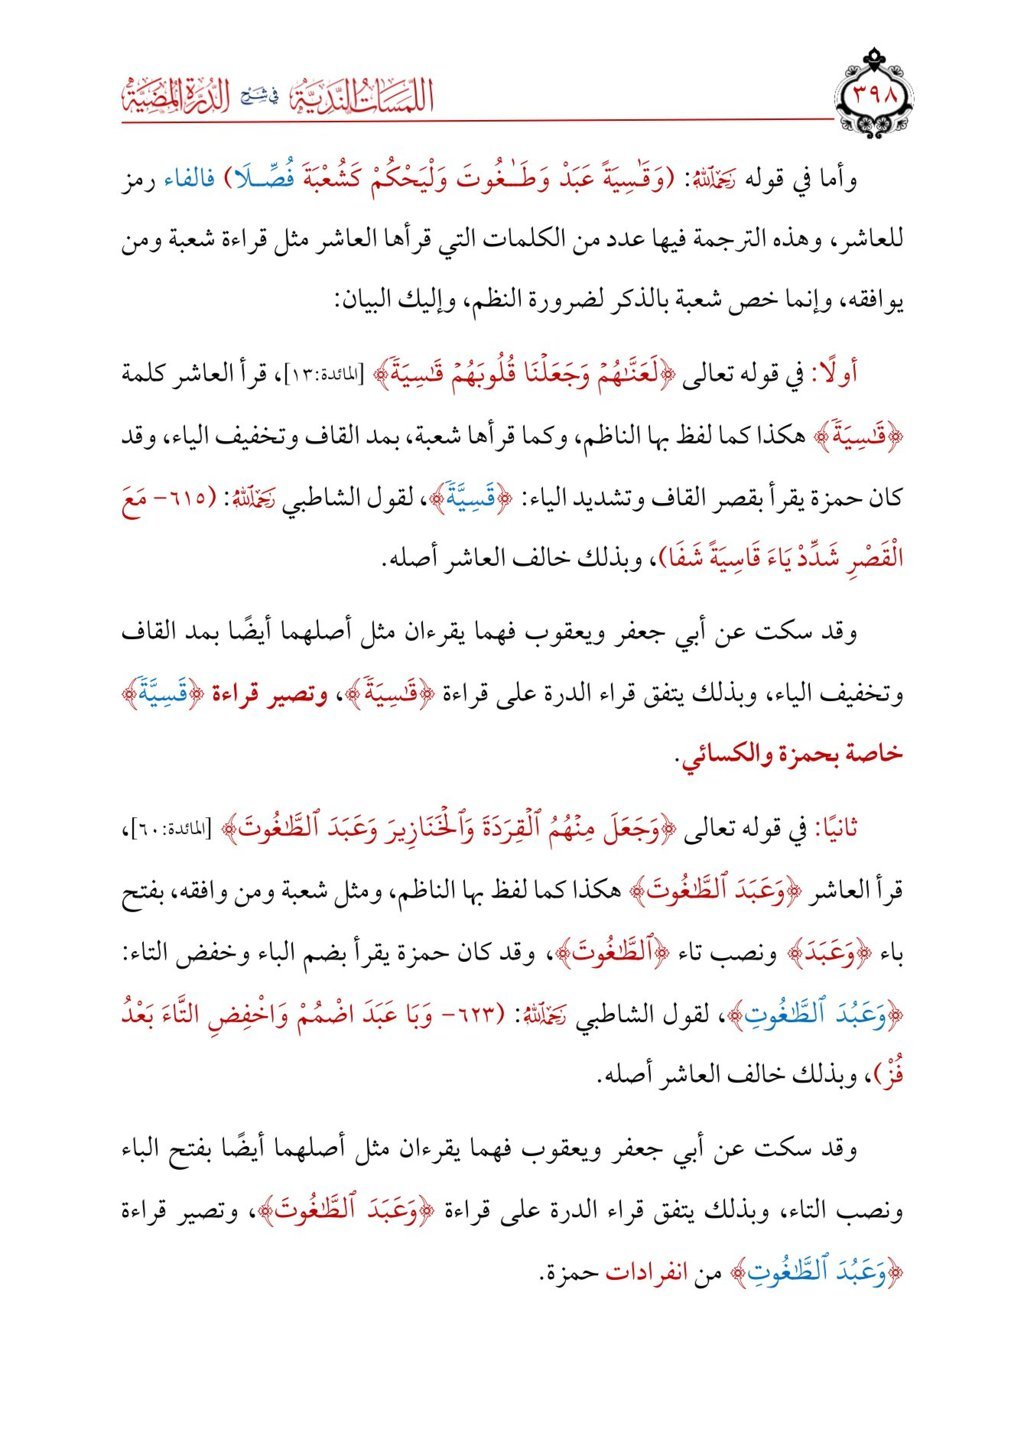 ٣٩٨
اللمسات الندية في شرح الدرة المضية
وأما في قوله رَحِمَهُ اللَّهُ: (وَقَٰسِيَةً عَبَدْ وَطَـٰغُوتَ وَلْيَحْكُمْ كَشُعْبَةَ فُصِّـلَا) فالفاء رمز
للعاشر، وهذه الترجمة فيها عدد من الكلمات التي قرأها العاشر مثل قراءة شعبة ومن
يوافقه، وإنما خص شعبة بالذكر لضرورة النظم، وإليك البيان:
أولًا: في قوله تعالى ﴿لَعَنَّٰهُمْ وَجَعَلْنَا قُلُوبَهُمْ قَٰسِيَةً﴾ [المائدة:١٣]، قرأ العاشر كلمة
﴿قَٰسِيَةً﴾ هكذا كما لفظ بها الناظم، وكما قرأها شعبة، بمد القاف وتخفيف الياء، وقد
كان حمزة يقرأ بقصر القاف وتشديد الياء: ﴿قَسِيَّةً﴾، لقول الشاطبي رَحِمَهُ اللَّهُ: (٦١٥- مَعَ
الْقَصْرِ شَدِّدْ يَاءَ قَاسِيَةً شَفَا)، وبذلك خالف العاشر أصله.
وقد سكت عن أبي جعفر ويعقوب فهما يقرءان مثل أصلهما أيضًا بمد القاف
وتخفيف الياء، وبذلك يتفق قراء الدرة على قراءة ﴿قَٰسِيَةً﴾، وتصير قراءة ﴿قَسِيَّةً﴾
خاصة بحمزة والكسائي.
ثانيًا: في قوله تعالى ﴿وَجَعَلَ مِنْهُمُ ٱلْقِرَدَةَ وَٱلْخَنَازِيرَ وَعَبَدَ ٱلطَّٰغُوتَ﴾ [المائدة:٦٠]،
قرأ العاشر ﴿وَعَبَدَ ٱلطَّٰغُوتَ﴾ هكذا كما لفظ بها الناظم، ومثل شعبة ومن وافقه، بفتح
باء ﴿وَعَبَدَ﴾ ونصب تاء ﴿ٱلطَّٰغُوتَ﴾، وقد كان حمزة يقرأ بضم الباء وخفض التاء:
﴿وَعَبُدَ ٱلطَّٰغُوتِ﴾، لقول الشاطبي رَحِمَهُ اللَّهُ: (٦٢٣- وَبَا عَبَدَ اضْمُمْ وَاخْفِضِ التَّاءَ بَعْدُ
فُزْ)، وبذلك خالف العاشر أصله.
وقد سكت عن أبي جعفر ويعقوب فهما يقرءان مثل أصلهما أيضًا بفتح الباء
ونصب التاء، وبذلك يتفق قراء الدرة على قراءة ﴿وَعَبَدَ ٱلطَّٰغُوتَ﴾، وتصير قراءة
﴿وَعَبُدَ ٱلطَّٰغُوتِ﴾ من انفرادات حمزة.